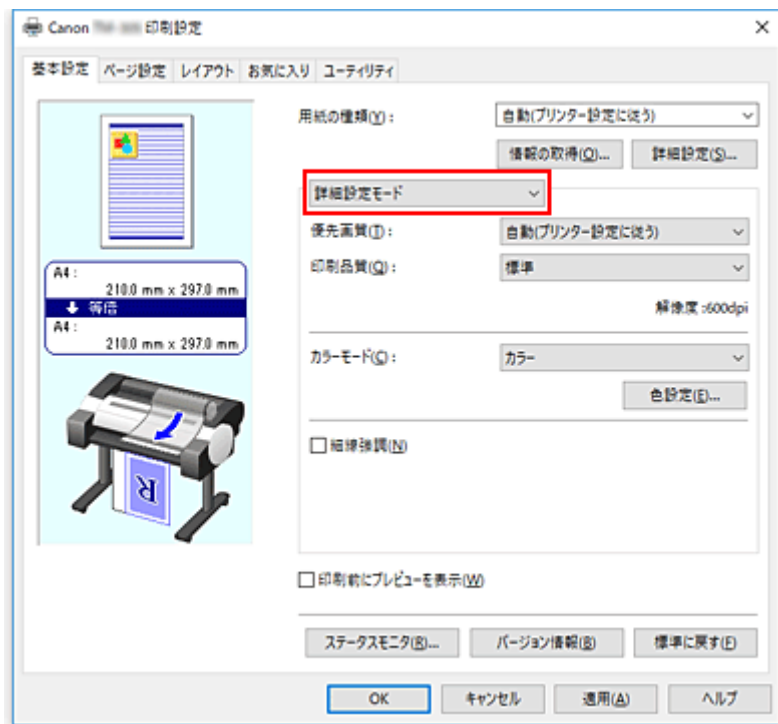 Canon 印刷設定
基本設定 ページ設定 レイアウト お気に入り ユーティリティ
用紙の種類(Y): 自動(プリンター設定に従う)
情報の取得(O)... 詳細設定(S)...
詳細設定モード
優先画質(T): 自動(プリンター設定に従う)
印刷品質(Q): 標準
解像度:600dpi
カラーモード(C): カラー
色設定(E)...
細線強調(N)
A4:
210.0 mm x 297.0 mm
等倍
A4:
210.0 mm x 297.0 mm
R
印刷前にプレビューを表示(W)
ステータスモニタ(R)... バージョン情報(B) 標準に戻す(F)
OK キャンセル 適用(A) ヘルプ